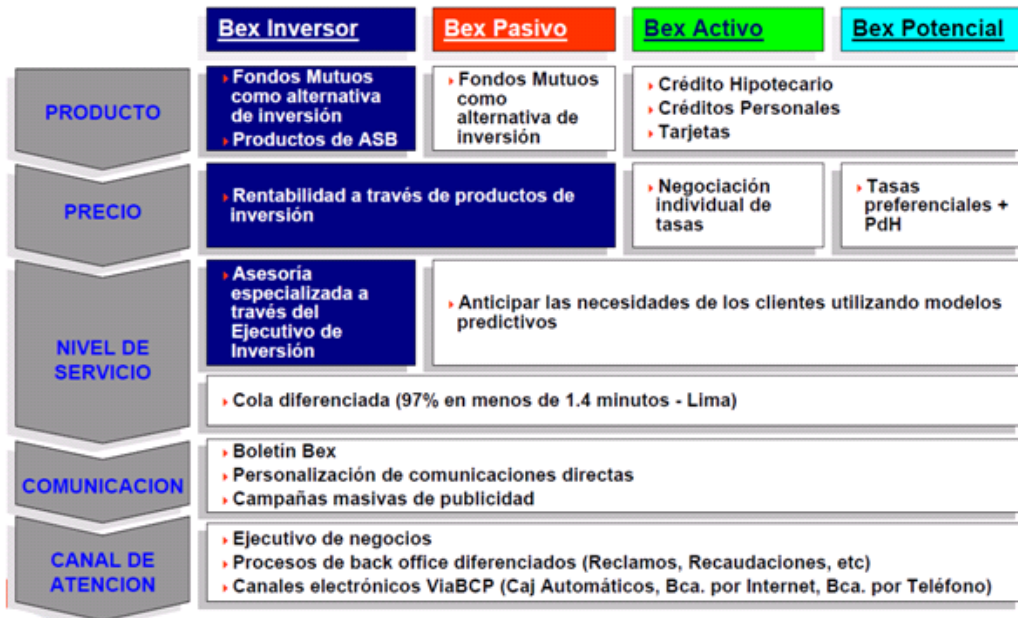 Bex Inversor
Bex Pasivo
Bex Activo
Bex Potencial
PRODUCTO
Fondos Mutuos
como alternativa
de inversión
Productos de ASB
Fondos Mutuos
como
alternativa de
inversión
Crédito Hipotecario
Créditos Personales
Tarjetas
PRECIO
Rentabilidad a través de productos de
inversión
Negociación
individual de
tasas
Tasas
preferenciales +
PdH
NIVEL DE
SERVICIO
Asesoría
especializada a
través del
Ejecutivo de
Inversión
Anticipar las necesidades de los clientes utilizando modelos
predictivos
Cola diferenciada (97% en menos de 1.4 minutos - Lima)
COMUNICACION
Boletín Bex
Personalización de comunicaciones directas
Campañas masivas de publicidad
CANAL DE
ATENCION
Ejecutivo de negocios
Procesos de back office diferenciados (Reclamos, Recaudaciones, etc)
Canales electrónicos ViaBCP (Caj Automáticos, Bca. por Internet, Bca. por Teléfono)